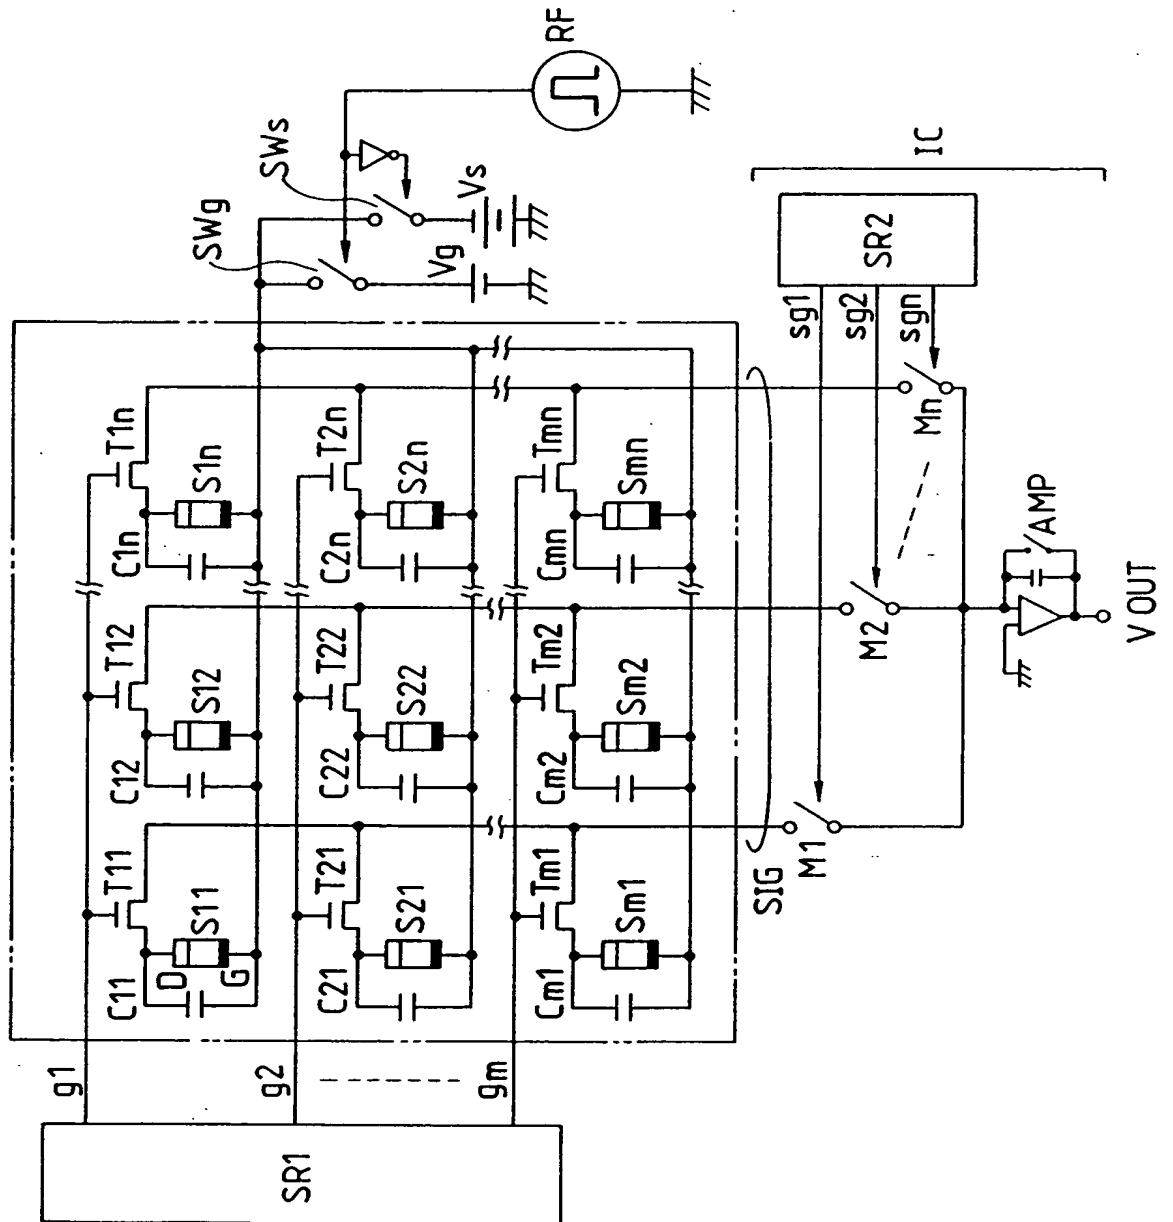 SR1
g1
g2
gm
C11
T11
D
G
S11
C12
T12
S12
C1n
T1n
S1n
C21
T21
S21
C22
T22
S22
C2n
T2n
S2n
Cm1
Tm1
Sm1
Cm2
Tm2
Sm2
Cmn
Tmn
Smn
SWg
SWs
Vg
Vs
RF
SIG
M1
M2
Mn
sg1
sg2
sgn
SR2
IC
AMP
V OUT